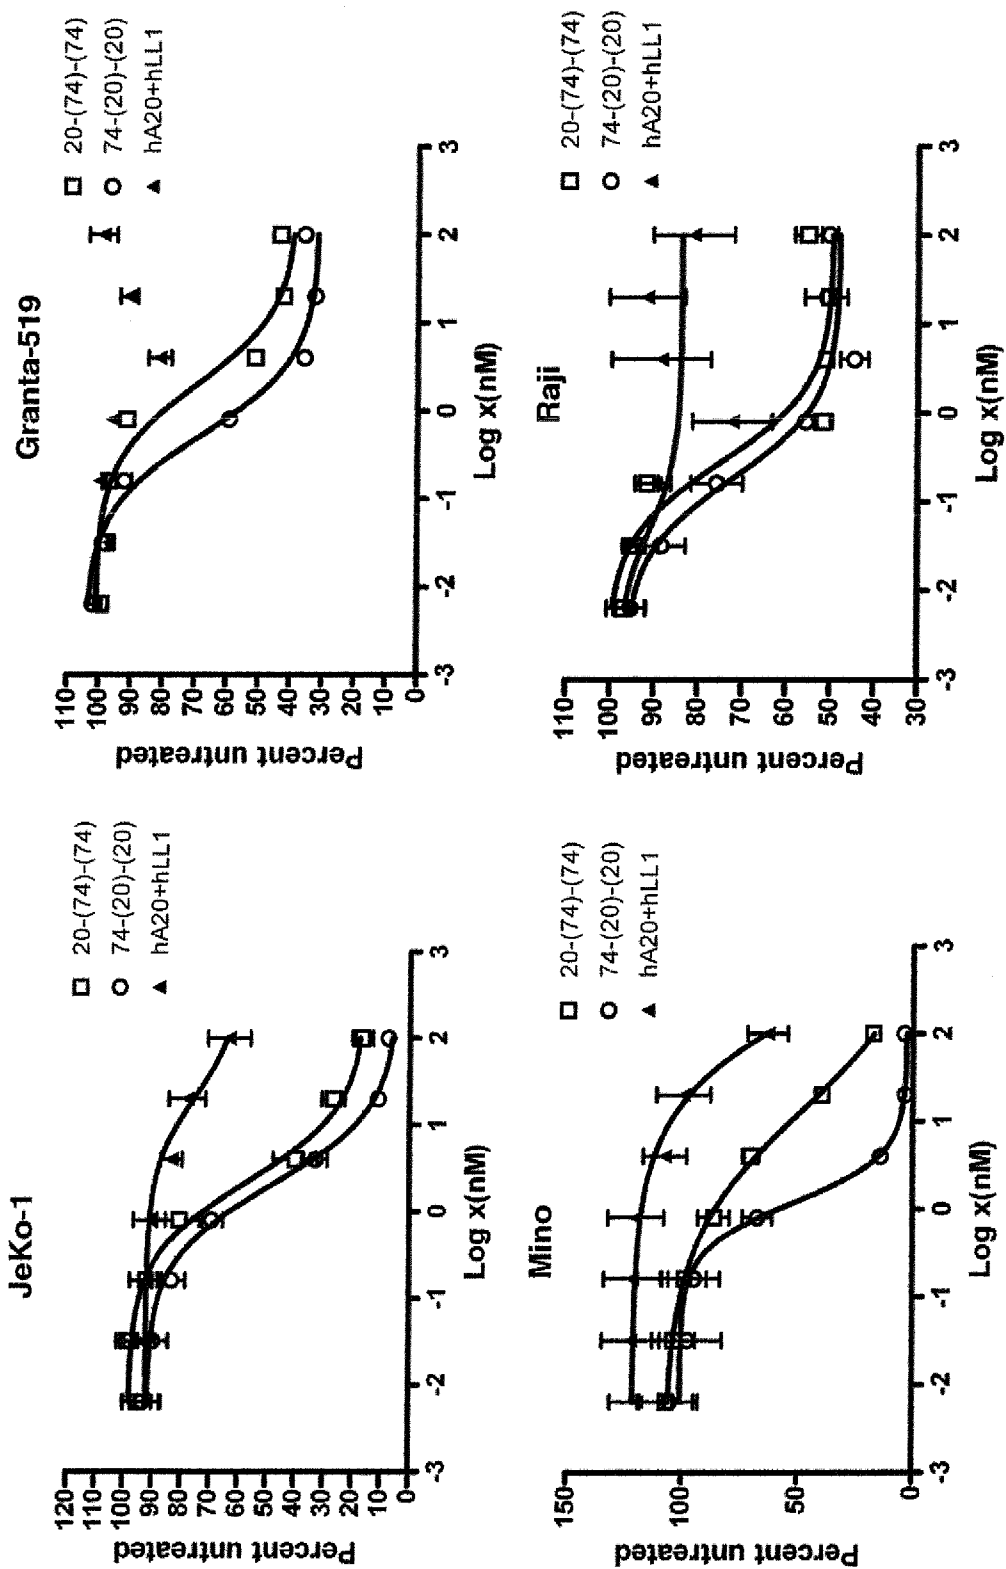 JeKo-1
20-(74)-(74)
74-(20)-(20)
hA20+hLL1
Percent untreated
120
110
100
90
80
70
60
50
40
30
20
10
0
-3 -2 -1 0 1 2 3
Log x(nM)
Granta-519
20-(74)-(74)
74-(20)-(20)
hA20+hLL1
Percent untreated
110
100
90
80
70
60
50
40
30
20
10
0
-3 -2 -1 0 1 2 3
Log x(nM)
Mino
20-(74)-(74)
74-(20)-(20)
hA20+hLL1
Percent untreated
150
100
50
0
-3 -2 -1 0 1 2 3
Log x(nM)
Raji
20-(74)-(74)
74-(20)-(20)
hA20+hLL1
Percent untreated
110
100
90
80
70
60
50
40
30
-3 -2 -1 0 1 2 3
Log x(nM)